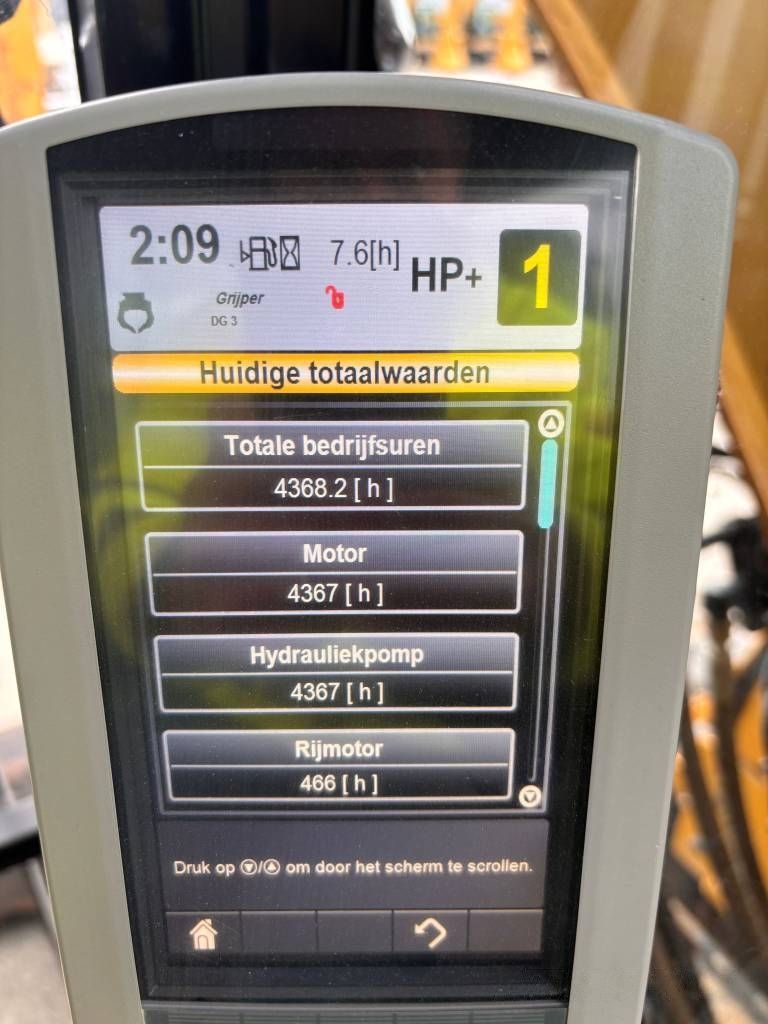 2:09 7.6[h] HP+ 1
Grijper
DG 3
Huidige totaalwaarden
Totale bedrijfsuren
4368.2 [ h ]
Motor
4367 [ h ]
Hydrauliekpomp
4367 [ h ]
Rijmotor
466 [ h ]
Druk op / om door het scherm te scrollen.